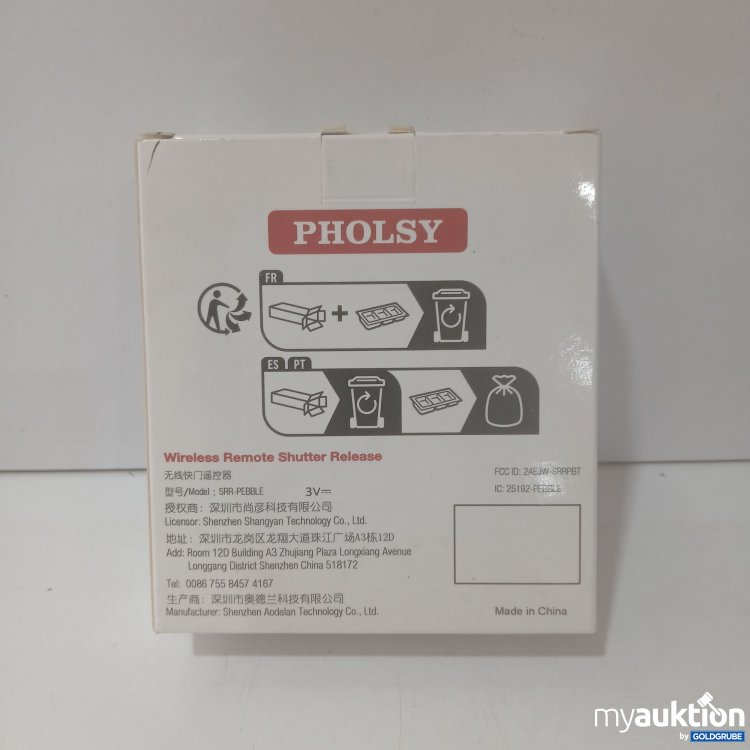 PHOLSY
FR
ES PT
Wireless Remote Shutter Release
无线快门遥控器
型号/Model: SRR-PEBBLE 3V⎓
授权商：深圳市尚彦科技有限公司
Licensor: Shenzhen Shangyan Technology Co., Ltd.
地址：深圳市龙岗区龙翔大道珠江广场A3栋12D
Add: Room 12D Building A3 Zhujiang Plaza Longxiang Avenue
Longgang District Shenzhen China 518172
Tel: 0086 755 8457 4167
生产商：深圳市奥德兰科技有限公司
Manufacturer: Shenzhen Aodelan Technology Co., Ltd.
FCC ID: 2AEJW-SRRPBT
IC: 25192-PEBBLE
Made in China
myauktion
by GOLDGRUBE